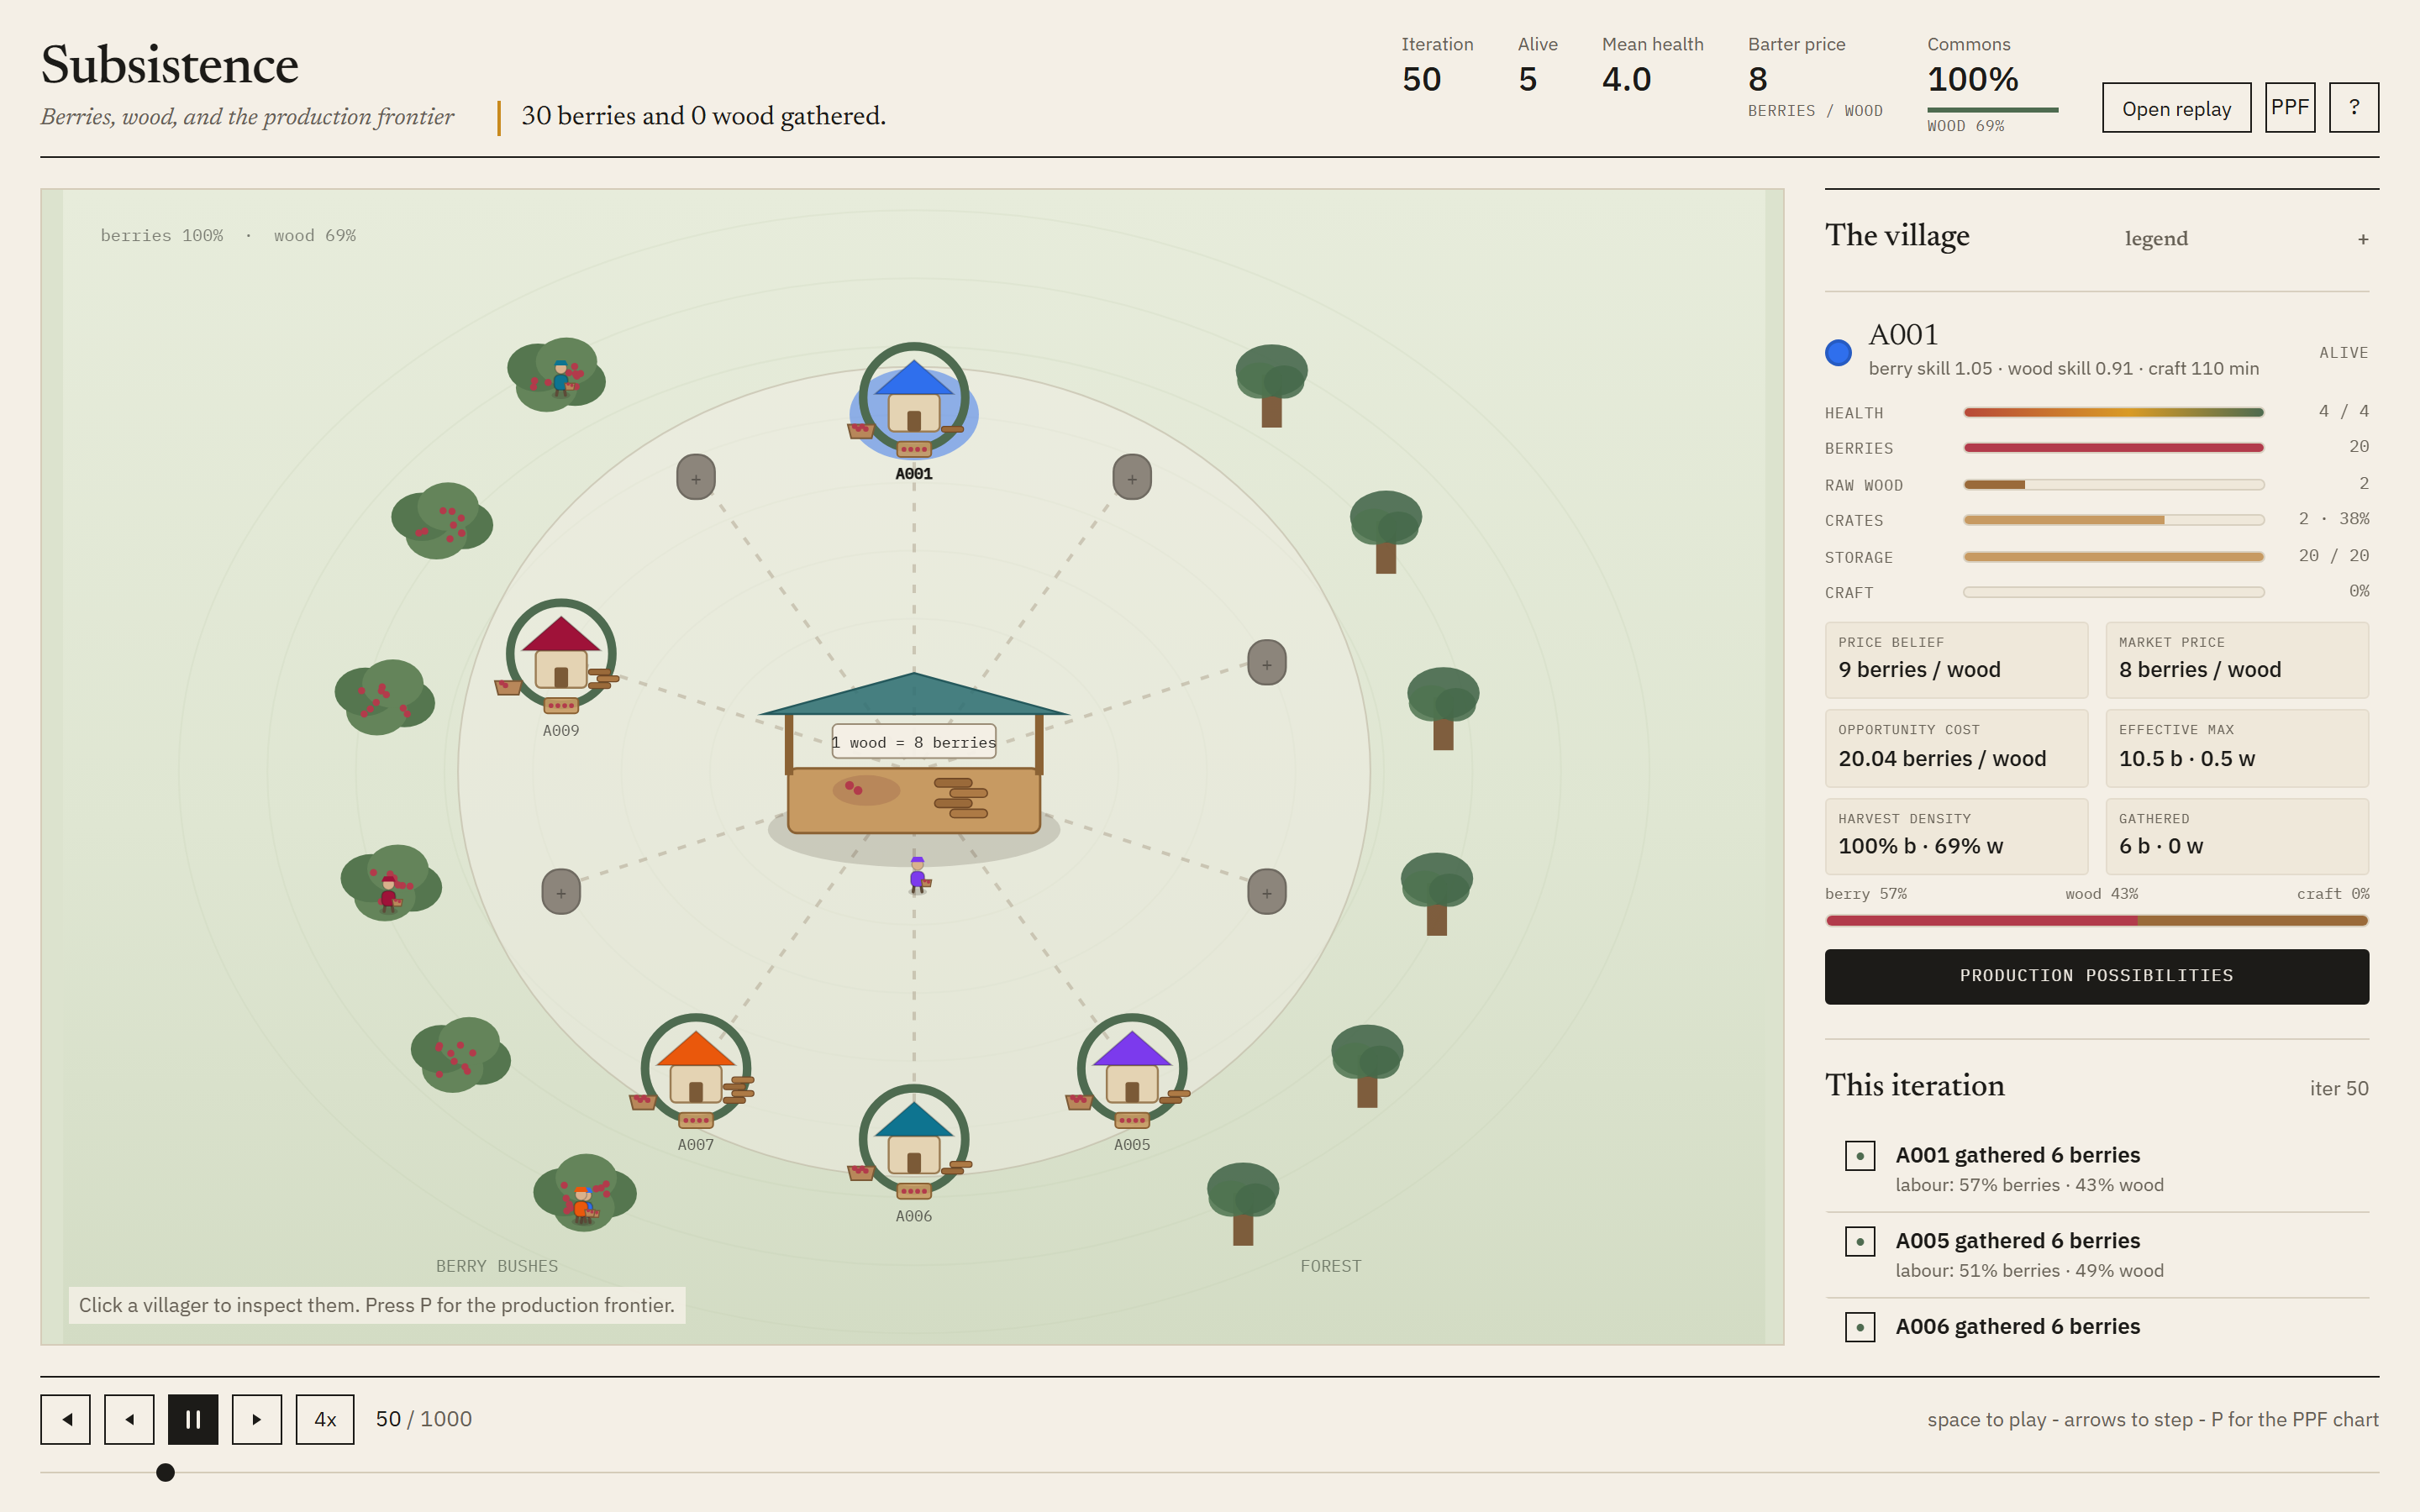 Subsistence
Berries, wood, and the production frontier
30 berries and 0 wood gathered.
Iteration
50
Alive
5
Mean health
4.0
Barter price
8
BERRIES / WOOD
Commons
100%
WOOD 69%
Open replay
PPF
?
berries 100% · wood 69%
A001
+
+
A009
+
1 wood = 8 berries
+
+
A007
A005
A006
BERRY BUSHES
FOREST
Click a villager to inspect them. Press P for the production frontier.
The village
legend
+
A001
berry skill 1.05 · wood skill 0.91 · craft 110 min
ALIVE
HEALTH
4 / 4
BERRIES
20
RAW WOOD
2
CRATES
2 · 38%
STORAGE
20 / 20
CRAFT
0%
PRICE BELIEF
9 berries / wood
MARKET PRICE
8 berries / wood
OPPORTUNITY COST
20.04 berries / wood
EFFECTIVE MAX
10.5 b · 0.5 w
HARVEST DENSITY
100% b · 69% w
GATHERED
6 b · 0 w
berry 57%
wood 43%
craft 0%
PRODUCTION POSSIBILITIES
This iteration
iter 50
A001 gathered 6 berries
labour: 57% berries · 43% wood
A005 gathered 6 berries
labour: 51% berries · 49% wood
A006 gathered 6 berries
4x
50 / 1000
space to play - arrows to step - P for the PPF chart